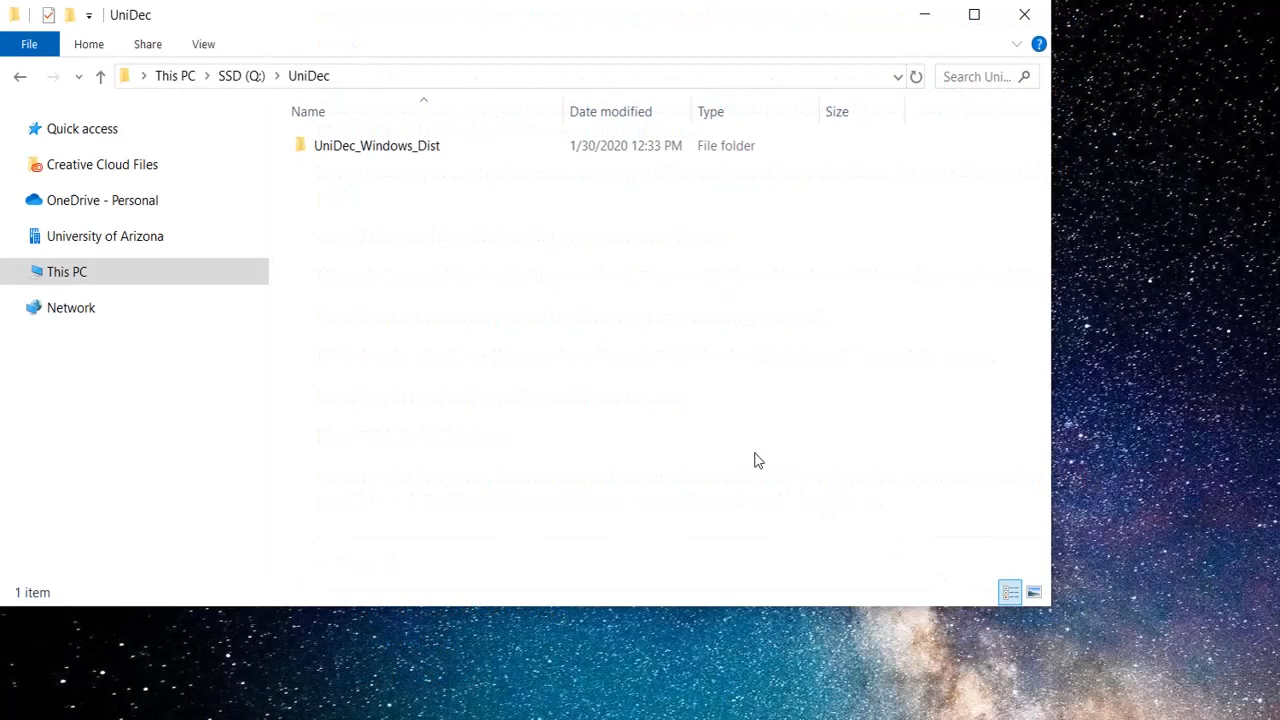 UniDec
File Home Share View
This PC SSD (Q:) UniDec Search Uni...
Name Date modified Type Size
Quick access
UniDec_Windows_Dist 1/30/2020 12:33 PM File folder
Creative Cloud Files
OneDrive - Personal
University of Arizona
This PC
Network
1 item